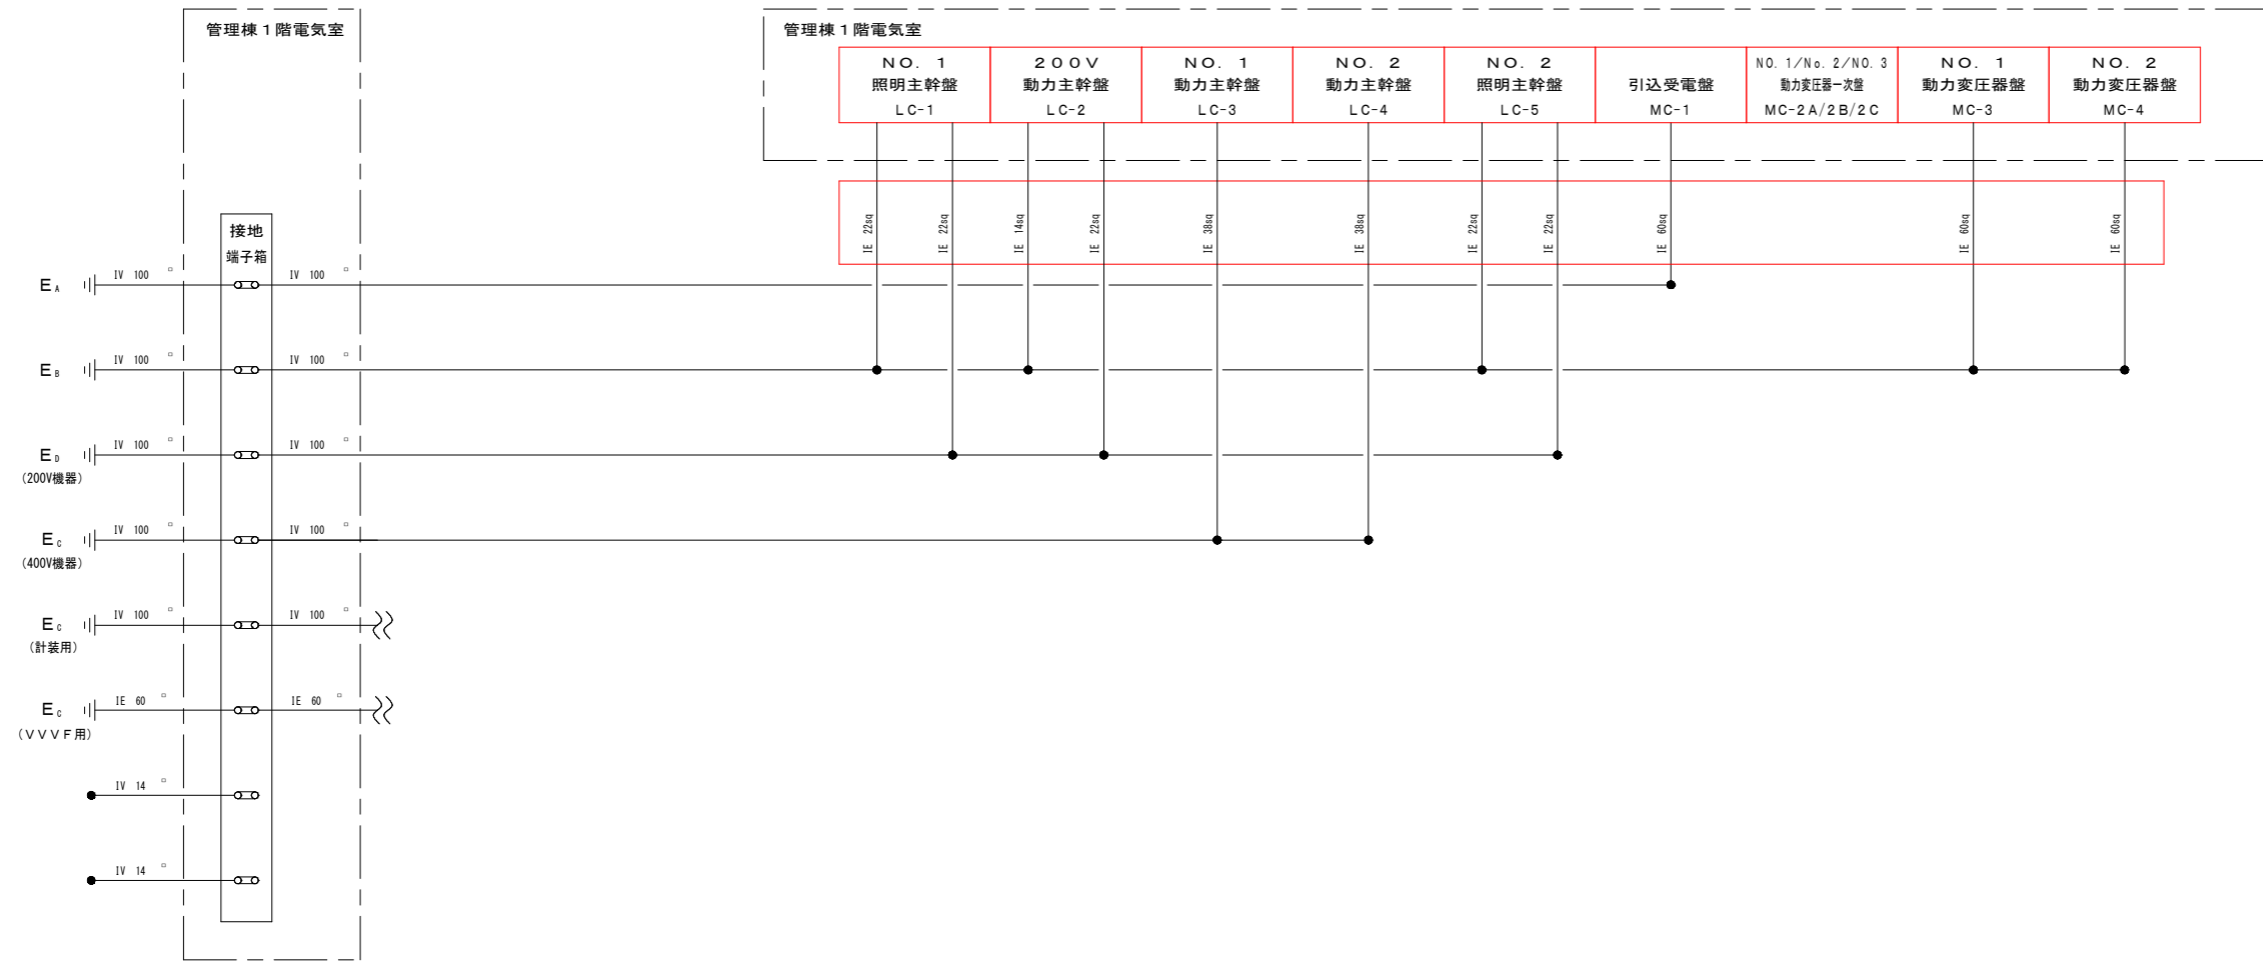 管理棟1階電気室
管理棟1階電気室
NO. 1
照明主幹盤
LC-1
200V
動力主幹盤
LC-2
NO. 1
動力主幹盤
LC-3
NO. 2
動力主幹盤
LC-4
NO. 2
照明主幹盤
LC-5
引込受電盤
MC-1
NO. 1/No. 2/NO. 3
動力変圧器一次盤
MC-2A/2B/2C
NO. 1
動力変圧器盤
MC-3
NO. 2
動力変圧器盤
MC-4
IE 22sq
IE 22sq
IE 14sq
IE 22sq
IE 38sq
IE 38sq
IE 22sq
IE 22sq
IE 60sq
IE 60sq
IE 60sq
接地
端子箱
EA
IV 100 □
IV 100 □
EB
IV 100 □
IV 100 □
ED
(200V機器)
IV 100 □
IV 100 □
EC
(400V機器)
IV 100 □
IV 100 □
EC
(計装用)
IV 100 □
IV 100 □
EC
(VVVF用)
IE 60 □
IE 60 □
IV 14 □
IV 14 □